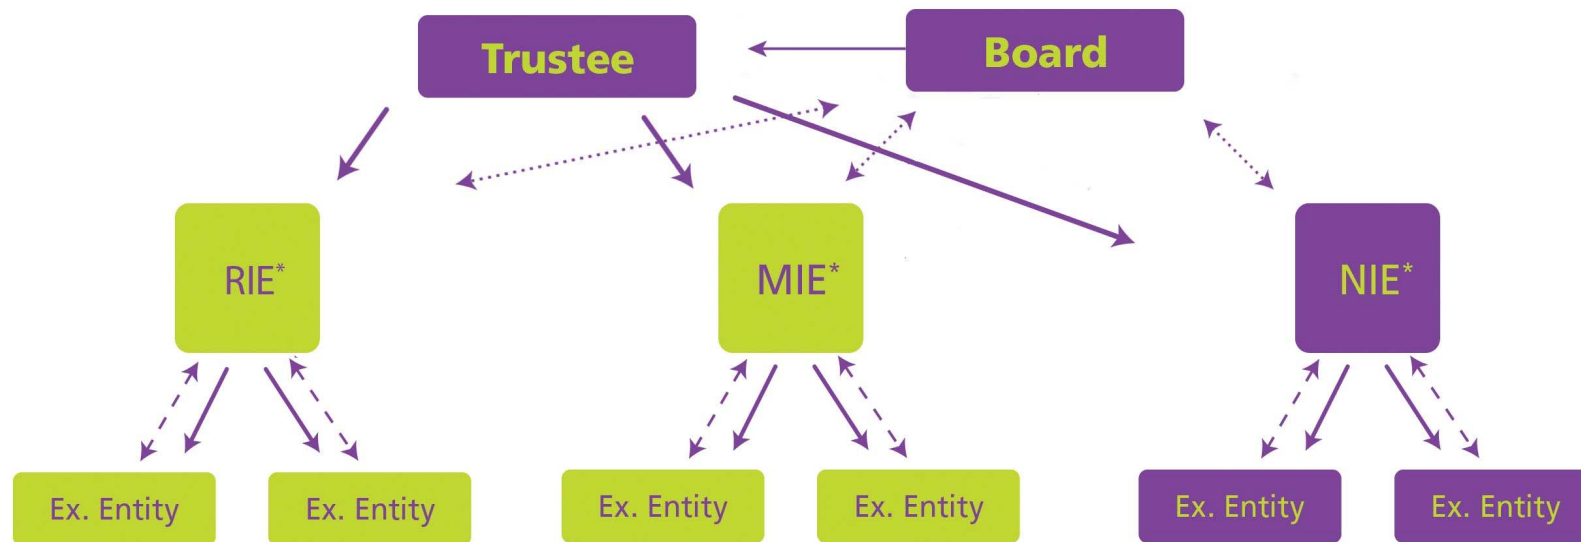 Trustee
Board
RIE*
MIE*
NIE*
Ex. Entity
Ex. Entity
Ex. Entity
Ex. Entity
Ex. Entity
Ex. Entity